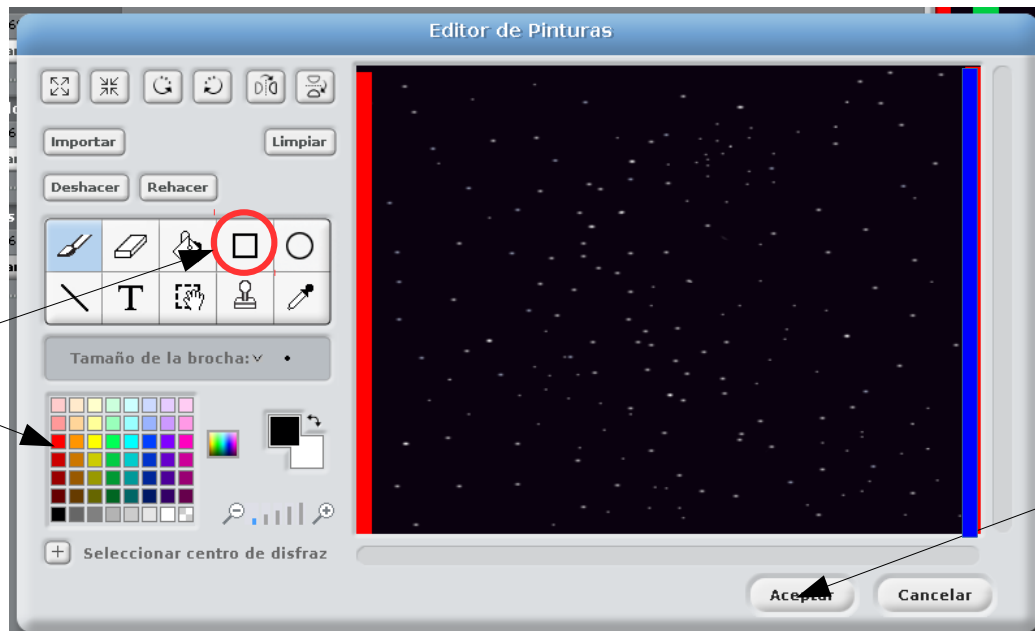 Editor de Pinturas
Importar
Limpiar
Deshacer
Rehacer
T
Tamaño de la brocha:
Seleccionar centro de disfraz
Aceptar
Cancelar